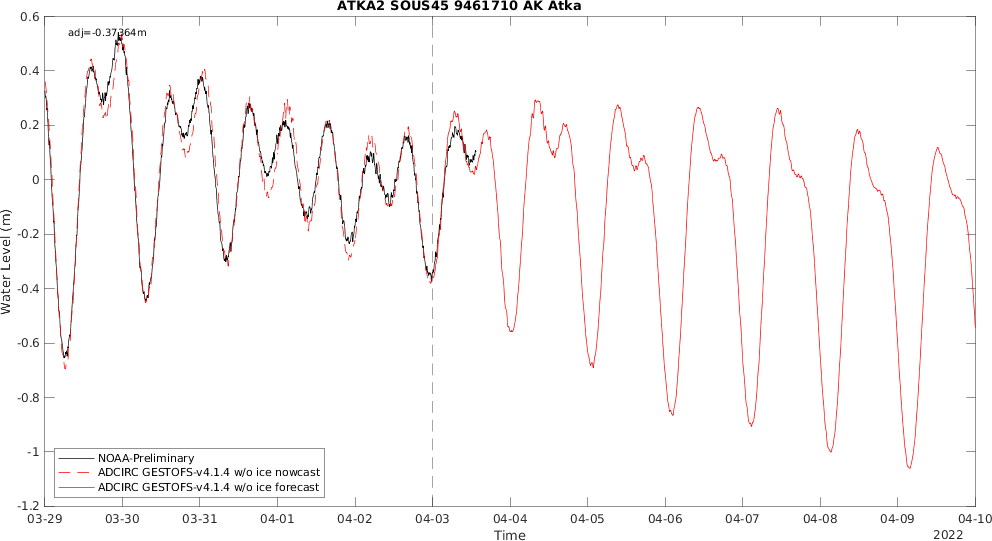 ATKA2 SOUS45 9461710 AK Atka
adj=-0.37364m
0.6
0.4
0.2
0
-0.2
-0.4
-0.6
-0.8
-1
-1.2
Water Level (m)
NOAA-Preliminary
ADCIRC GESTOFS-v4.1.4 w/o ice nowcast
ADCIRC GESTOFS-v4.1.4 w/o ice forecast
03-29 03-30 03-31 04-01 04-02 04-03 04-04 04-05 04-06 04-07 04-08 04-09 04-10
Time
2022